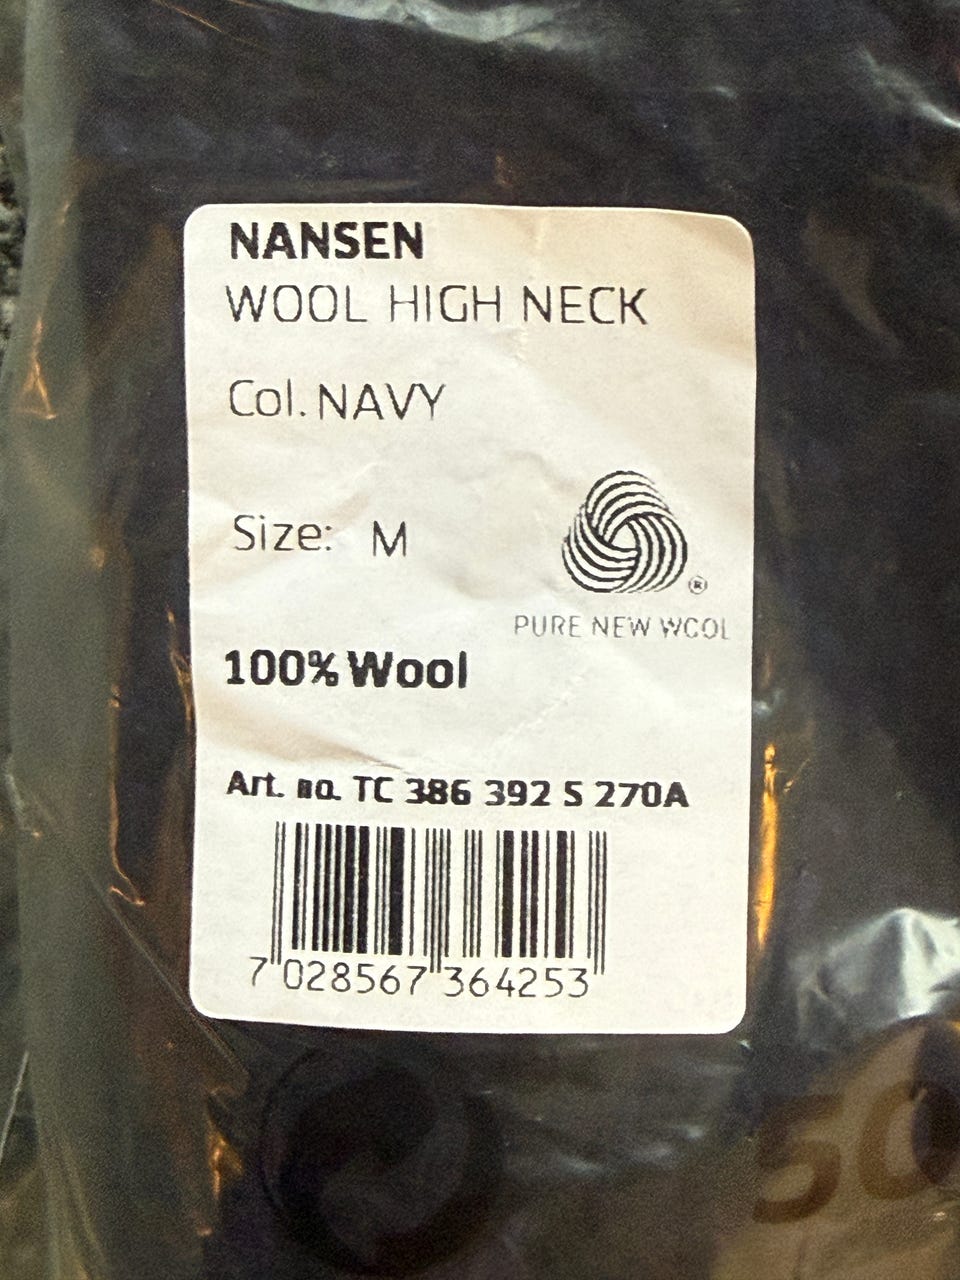 NANSEN
WOOL HIGH NECK
Col. NAVY
Size: M
®
PURE NEW WOOL
100% Wool
Art. no. TC 386 392 S 270A
7 028567 364253